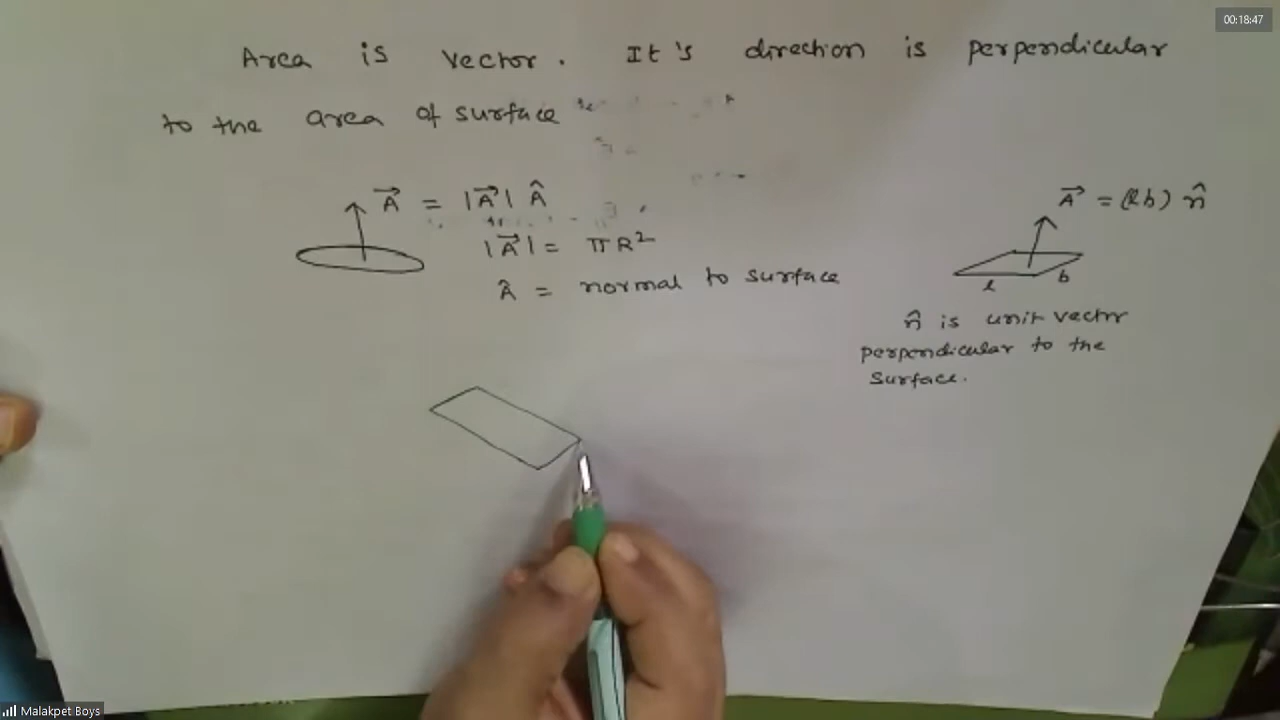 00:18:47
Area is vector. It's direction is perpendicular
to the area of surface
A⃗ = |A⃗| Â
|A⃗| = πR²
Â = normal to surface
A⃗ = (lb) n̂
l b
n̂ is unit vector
perpendicular to the
surface.
Malakpet Boys